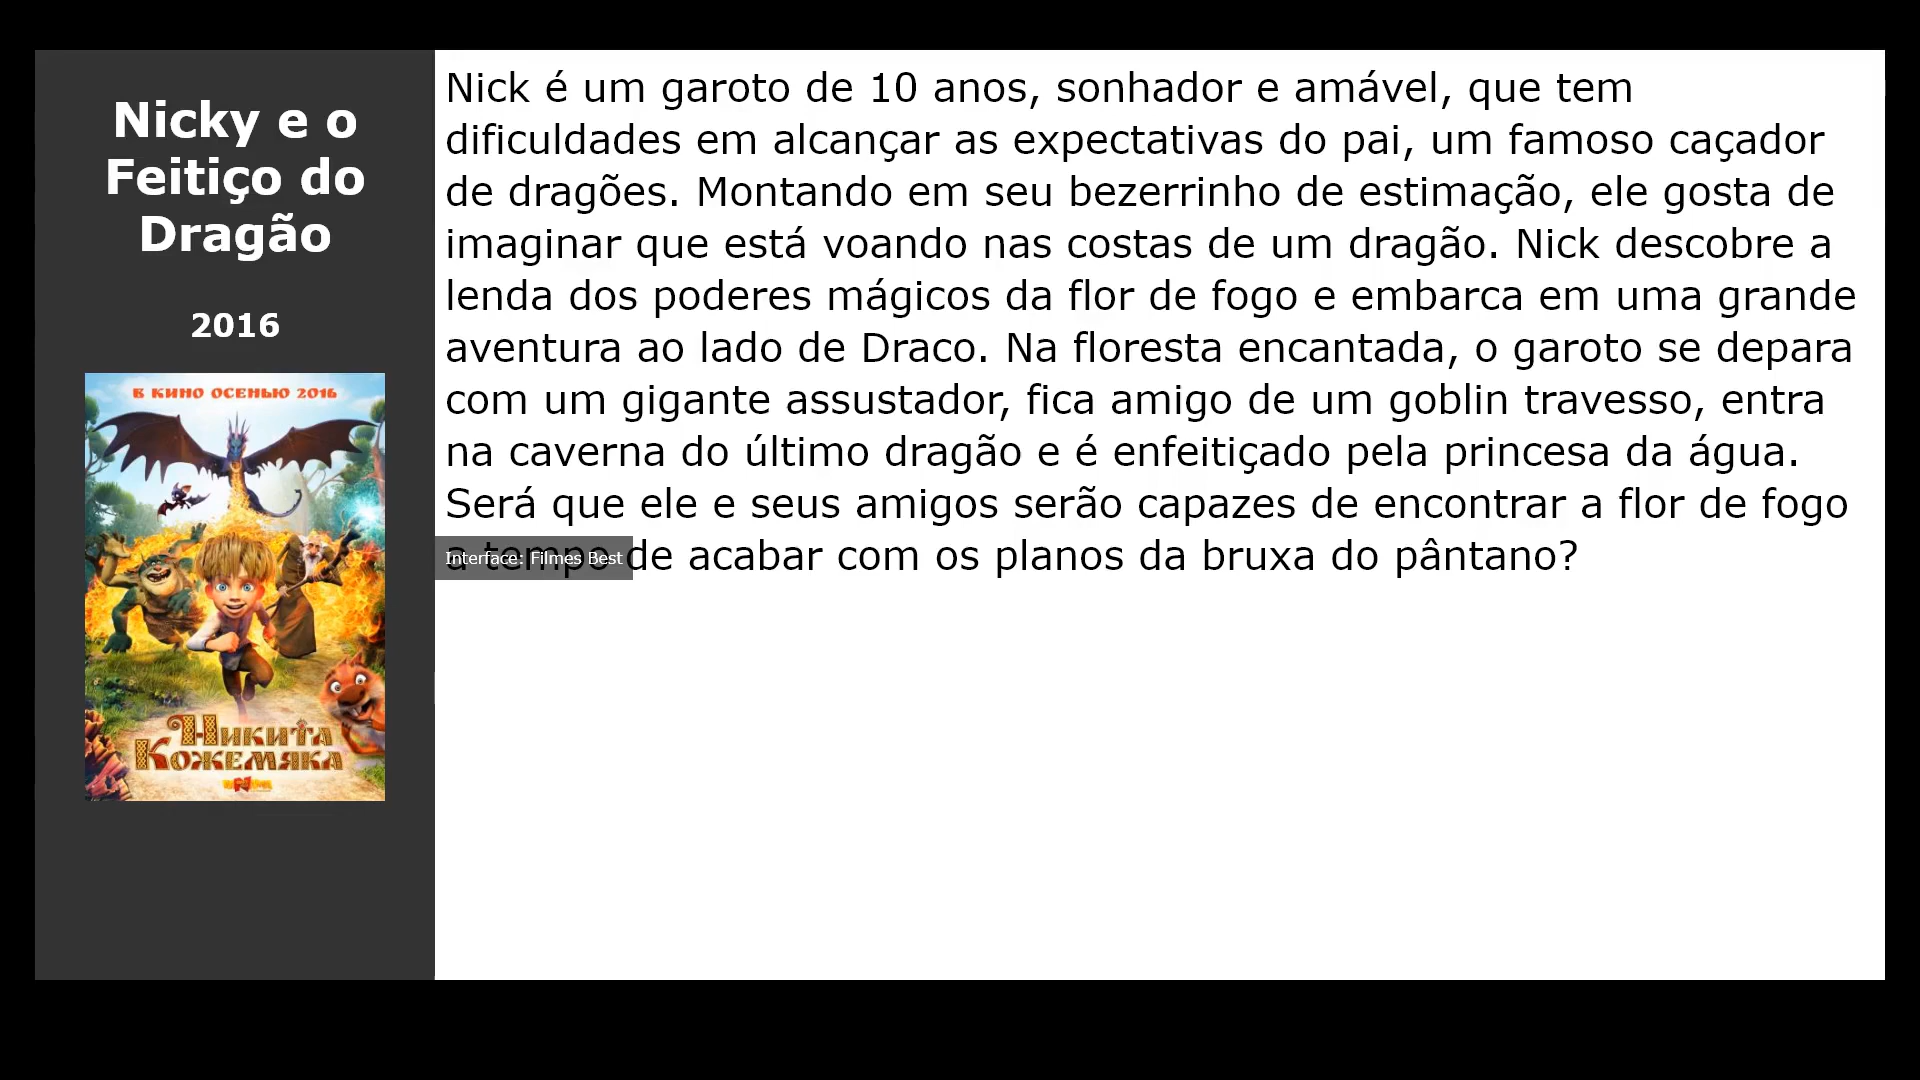 Nicky e o
Feitiço do
Dragão
2016
В КИНО ОСЕНЬЮ 2016
Никита
Кожемяка
Nick é um garoto de 10 anos, sonhador e amável, que tem
dificuldades em alcançar as expectativas do pai, um famoso caçador
de dragões. Montando em seu bezerrinho de estimação, ele gosta de
imaginar que está voando nas costas de um dragão. Nick descobre a
lenda dos poderes mágicos da flor de fogo e embarca em uma grande
aventura ao lado de Draco. Na floresta encantada, o garoto se depara
com um gigante assustador, fica amigo de um goblin travesso, entra
na caverna do último dragão e é enfeitiçado pela princesa da água.
Será que ele e seus amigos serão capazes de encontrar a flor de fogo
a tempo de acabar com os planos da bruxa do pântano?
Interface: Filmes Best